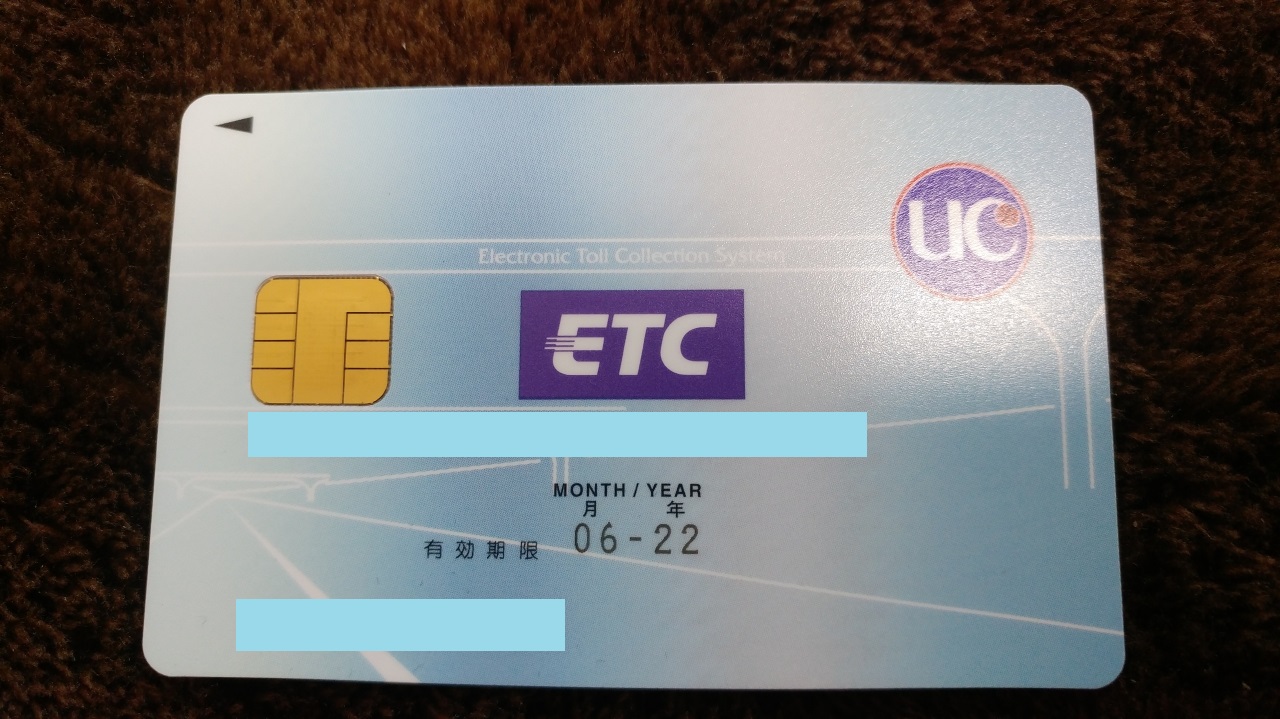 uc
Electronic Toll Collection System
ETC
MONTH / YEAR
月 年
有効期限 06-22